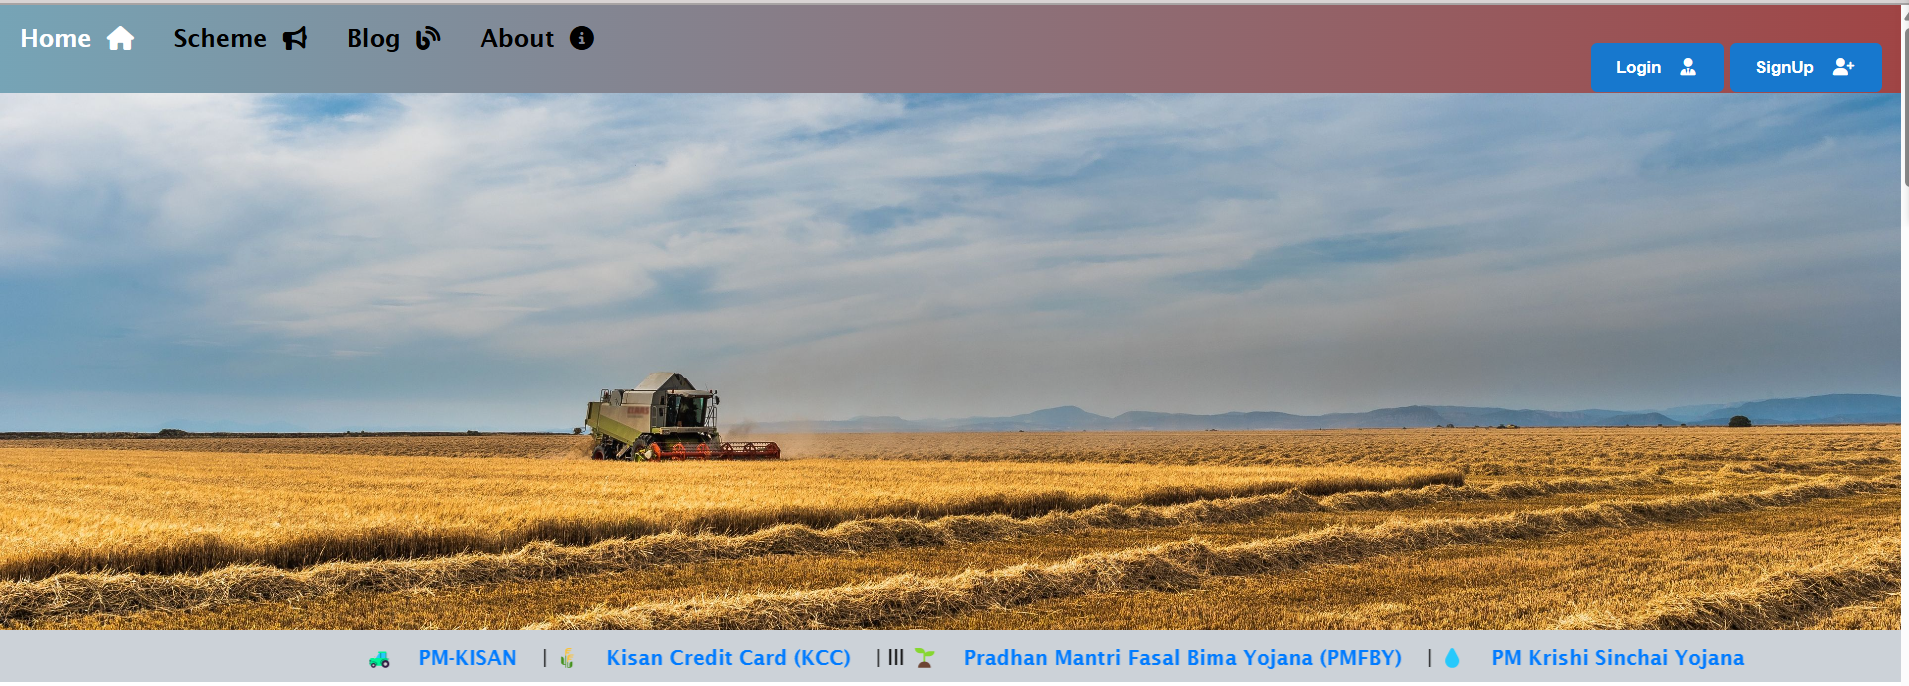 Home Scheme Blog About
Login SignUp
PM-KISAN | Kisan Credit Card (KCC) | III Pradhan Mantri Fasal Bima Yojana (PMFBY) | PM Krishi Sinchai Yojana